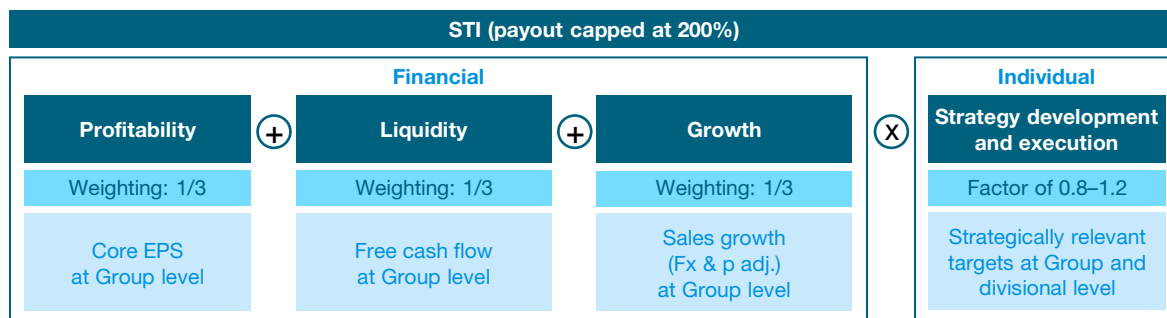 STI (payout capped at 200%)
Financial
Individual
Profitability
+
Liquidity
+
Growth
x
Strategy development
and execution
Weighting: 1/3
Weighting: 1/3
Weighting: 1/3
Factor of 0.8–1.2
Core EPS
at Group level
Free cash flow
at Group level
Sales growth
(Fx & p adj.)
at Group level
Strategically relevant
targets at Group and
divisional level